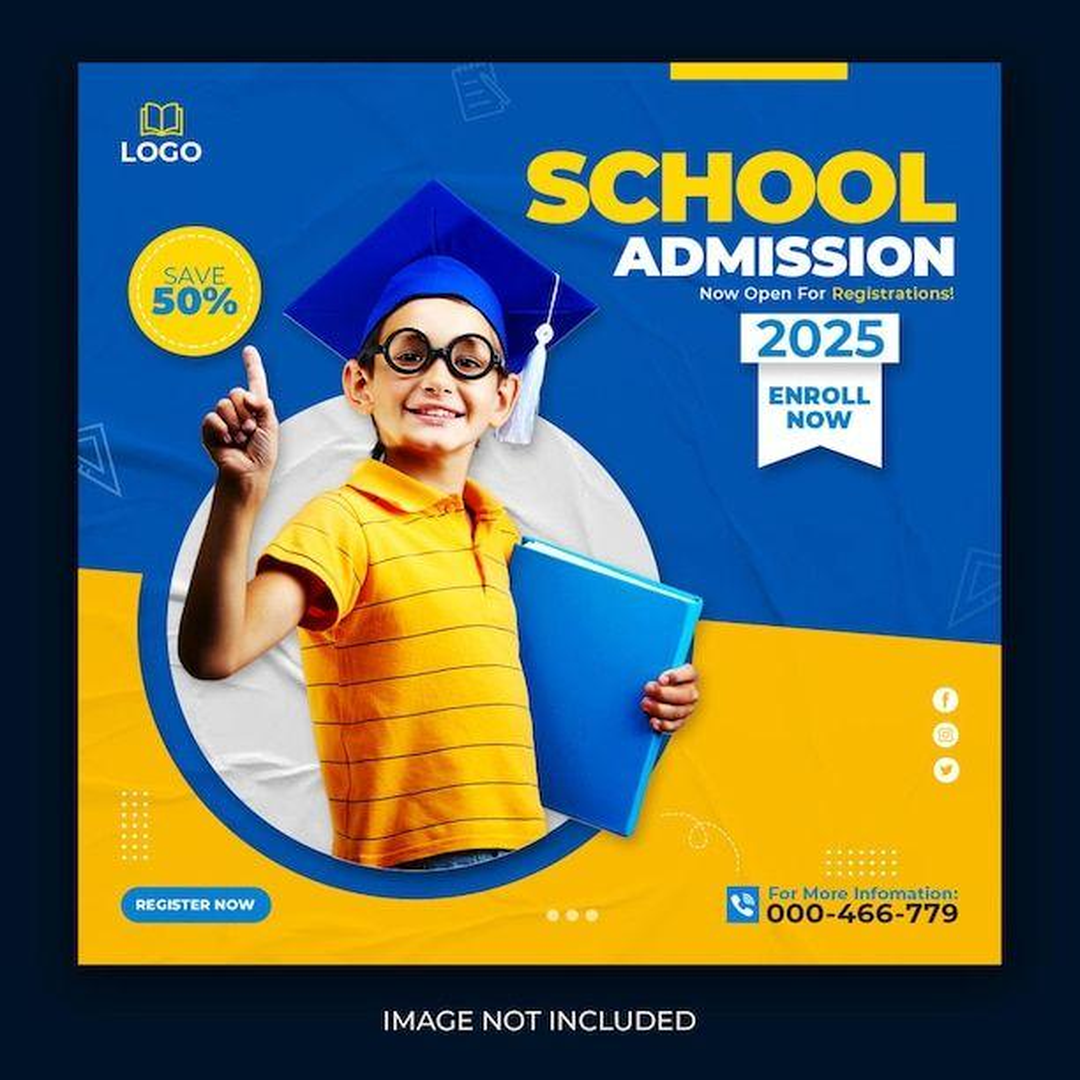 LOGO
SCHOOL
ADMISSION
Now Open For Registrations!
2025
ENROLL
NOW
SAVE
50%
REGISTER NOW
For More Infomation:
000-466-779
IMAGE NOT INCLUDED